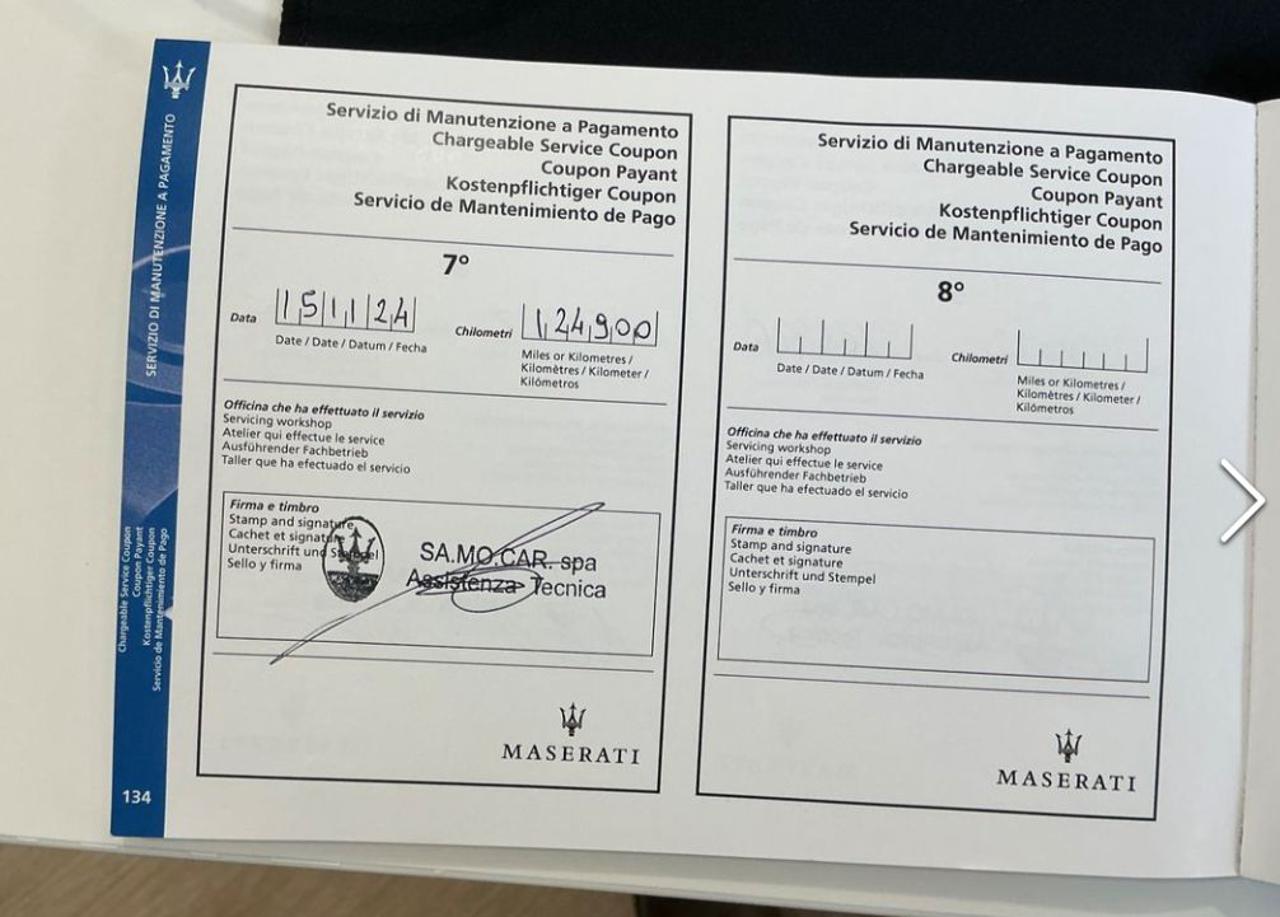 SERVIZIO DI MANUTENZIONE A PAGAMENTO
Chargeable Service Coupon
Coupon Payant
Kostenpflichtiger Coupon
Servicio de Mantenimiento de Pago
134
Servizio di Manutenzione a Pagamento
Chargeable Service Coupon
Coupon Payant
Kostenpflichtiger Coupon
Servicio de Mantenimiento de Pago
7°
Data 151124 Chilometri 124900
Date / Date / Datum / Fecha
Miles or Kilometres /
Kilomètres / Kilometer /
Kilómetros
Officina che ha effettuato il servizio
Servicing workshop
Atelier qui effectue le service
Ausführender Fachbetrieb
Taller que ha efectuado el servicio
Firma e timbro
Stamp and signature
Cachet et signature
Unterschrift und Stempel
Sello y firma
SA.MO.CAR. spa
Assistenza Tecnica
MASERATI
Servizio di Manutenzione a Pagamento
Chargeable Service Coupon
Coupon Payant
Kostenpflichtiger Coupon
Servicio de Mantenimiento de Pago
8°
Data Chilometri
Date / Date / Datum / Fecha
Miles or Kilometres /
Kilomètres / Kilometer /
Kilómetros
Officina che ha effettuato il servizio
Servicing workshop
Atelier qui effectue le service
Ausführender Fachbetrieb
Taller que ha efectuado el servicio
Firma e timbro
Stamp and signature
Cachet et signature
Unterschrift und Stempel
Sello y firma
MASERATI